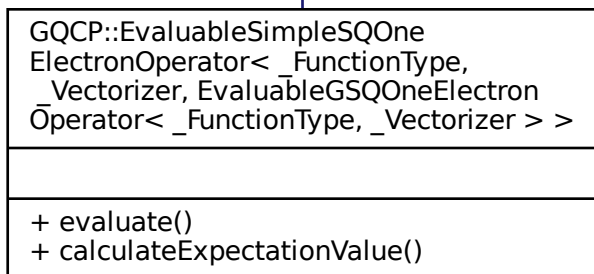 GQCP::EvaluableSimpleSQOne
ElectronOperator< _FunctionType,
_Vectorizer, EvaluableGSQOneElectron
Operator< _FunctionType, _Vectorizer > >
+ evaluate()
+ calculateExpectationValue()